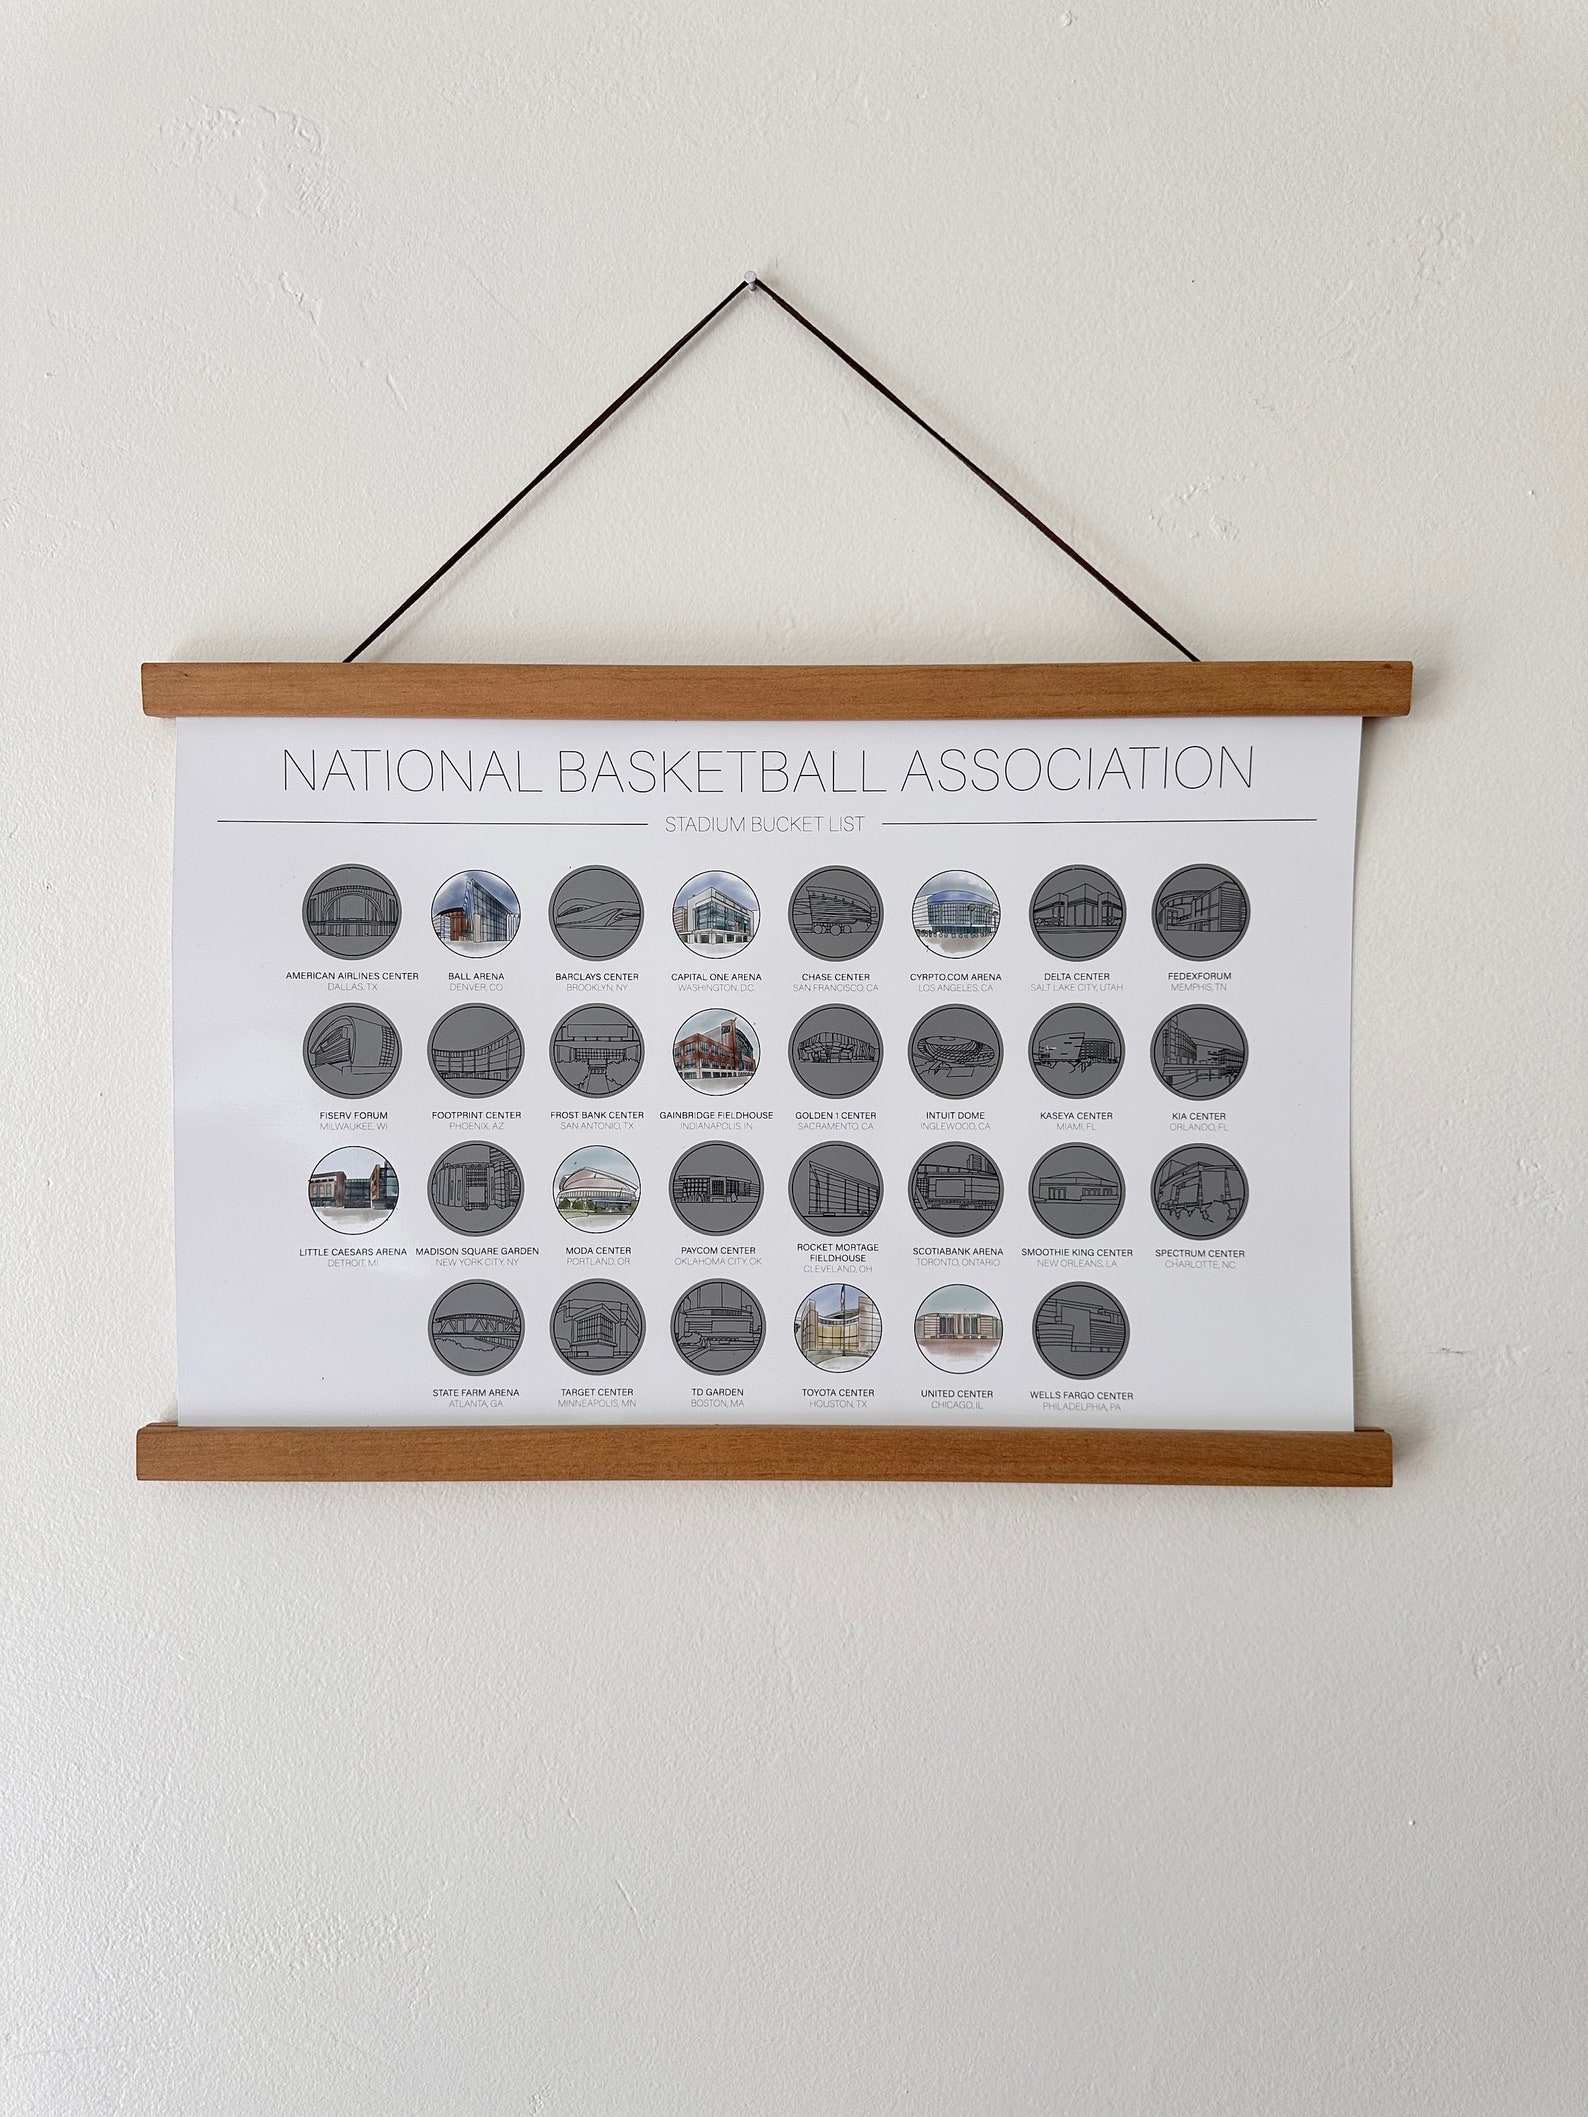 NATIONAL BASKETBALL ASSOCIATION
STADIUM BUCKET LIST
AMERICAN AIRLINES CENTER
DALLAS, TX
BALL ARENA
DENVER, CO
BARCLAYS CENTER
BROOKLYN, NY
CAPITAL ONE ARENA
WASHINGTON, D.C.
CHASE CENTER
SAN FRANCISCO, CA
CYRPTO.COM ARENA
LOS ANGELES, CA
DELTA CENTER
SALT LAKE CITY, UTAH
FEDEXFORUM
MEMPHIS, TN
FISERV FORUM
MILWAUKEE, WI
FOOTPRINT CENTER
PHOENIX, AZ
FROST BANK CENTER
SAN ANTONIO, TX
GAINBRIDGE FIELDHOUSE
INDIANAPOLIS, IN
GOLDEN 1 CENTER
SACRAMENTO, CA
INTUIT DOME
INGLEWOOD, CA
KASEYA CENTER
MIAMI, FL
KIA CENTER
ORLANDO, FL
LITTLE CAESARS ARENA
DETROIT, MI
MADISON SQUARE GARDEN
NEW YORK CITY, NY
MODA CENTER
PORTLAND, OR
PAYCOM CENTER
OKLAHOMA CITY, OK
ROCKET MORTAGE
FIELDHOUSE
CLEVELAND, OH
SCOTIABANK ARENA
TORONTO, ONTARIO
SMOOTHIE KING CENTER
NEW ORLEANS, LA
SPECTRUM CENTER
CHARLOTTE, NC
STATE FARM ARENA
ATLANTA, GA
TARGET CENTER
MINNEAPOLIS, MN
TD GARDEN
BOSTON, MA
TOYOTA CENTER
HOUSTON, TX
UNITED CENTER
CHICAGO, IL
WELLS FARGO CENTER
PHILADELPHIA, PA